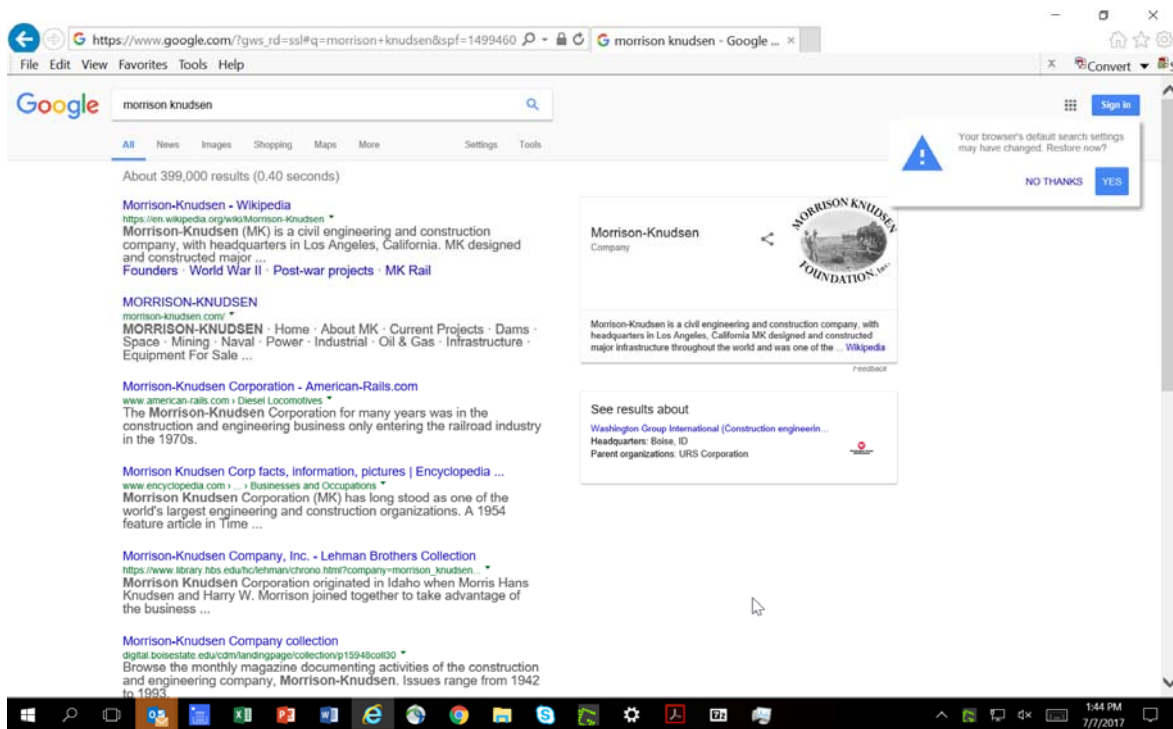 https://www.google.com/?gws_rd=ssl#q=morrison+knudsen&spf=1499460
morrison knudsen - Google ...
File Edit View Favorites Tools Help
x Convert
Google
morrison knudsen
Sign in
All News Images Shopping Maps More Settings Tools
Your browser's default search settings
may have changed. Restore now?
NO THANKS YES
About 399,000 results (0.40 seconds)
Morrison-Knudsen - Wikipedia
https://en.wikipedia.org/wiki/Morrison-Knudsen
Morrison-Knudsen (MK) is a civil engineering and construction
company, with headquarters in Los Angeles, California. MK designed
and constructed major ...
Founders · World War II · Post-war projects · MK Rail
MORRISON-KNUDSEN
morrison-knudsen.com/
MORRISON-KNUDSEN · Home · About MK · Current Projects · Dams ·
Space · Mining · Naval · Power · Industrial · Oil & Gas · Infrastructure ·
Equipment For Sale ...
Morrison-Knudsen Corporation - American-Rails.com
www.american-rails.com › Diesel Locomotives
The Morrison-Knudsen Corporation for many years was in the
construction and engineering business only entering the railroad industry
in the 1970s.
Morrison Knudsen Corp facts, information, pictures | Encyclopedia ...
www.encyclopedia.com › ... › Businesses and Occupations
Morrison Knudsen Corporation (MK) has long stood as one of the
world's largest engineering and construction organizations. A 1954
feature article in Time ...
Morrison-Knudsen Company, Inc. - Lehman Brothers Collection
https://www.library.hbs.edu/hc/lehman/chrono.html?company=morrison_knudsen...
Morrison Knudsen Corporation originated in Idaho when Morris Hans
Knudsen and Harry W. Morrison joined together to take advantage of
the business ...
Morrison-Knudsen Company collection
digital.boisestate.edu/cdm/landingpage/collection/p15948coll30
Browse the monthly magazine documenting activities of the construction
and engineering company, Morrison-Knudsen. Issues range from 1942
to 1993.
Morrison-Knudsen
Company
MORRISON KNUDSEN
FOUNDATION, Inc.
Morrison-Knudsen is a civil engineering and construction company, with
headquarters in Los Angeles, California MK designed and constructed
major infrastructure throughout the world and was one of the ... Wikipedia
Feedback
See results about
Washington Group International (Construction engineerin...
Headquarters: Boise, ID
Parent organizations: URS Corporation
1:44 PM
7/7/2017